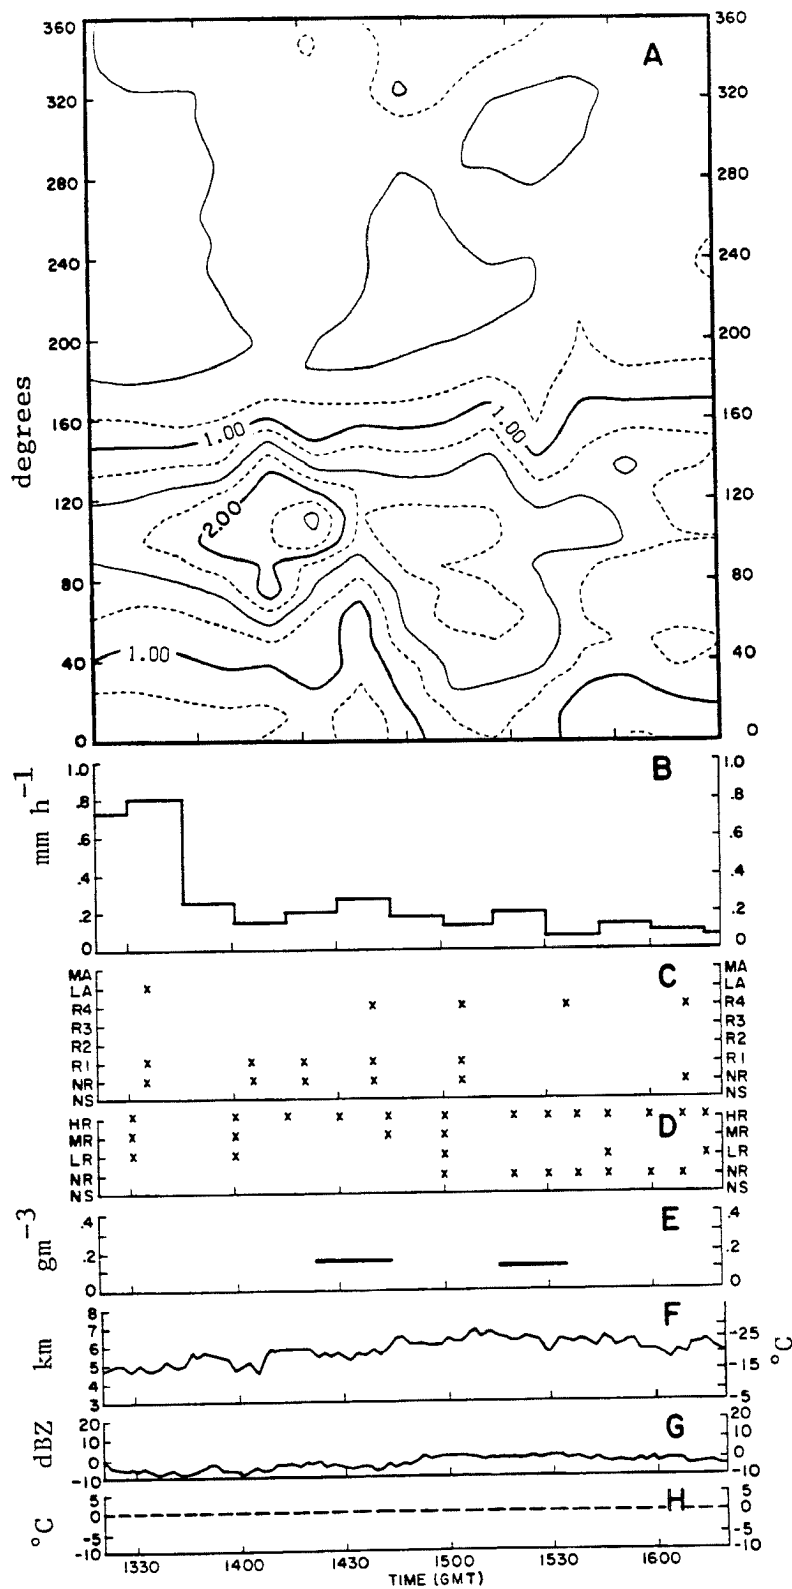 A
360 360
320 320
280 280
240 240
200 200
160 160
120 120
80 80
40 40
0 0
degrees
1.00
1.00
2.00
1.00
B
mm h⁻¹
1.0 1.0
.8 .8
.6 .6
.4 .4
.2 .2
0 0
C
MA MA
LA LA
R4 R4
R3 R3
R2 R2
R1 R1
NR NR
NS NS
D
HR HR
MR MR
LR LR
NR NR
NS NS
E
gm⁻³
.4 .4
.2 .2
0 0
F
km
8
7
6
5
4
3
-25
-15
-5
°C
G
dBZ
20 20
10 10
0 0
-10 -10
H
°C
5 5
0 0
-5 -5
-10 -10
1330 1400 1430 1500 1530 1600
TIME (GMT)